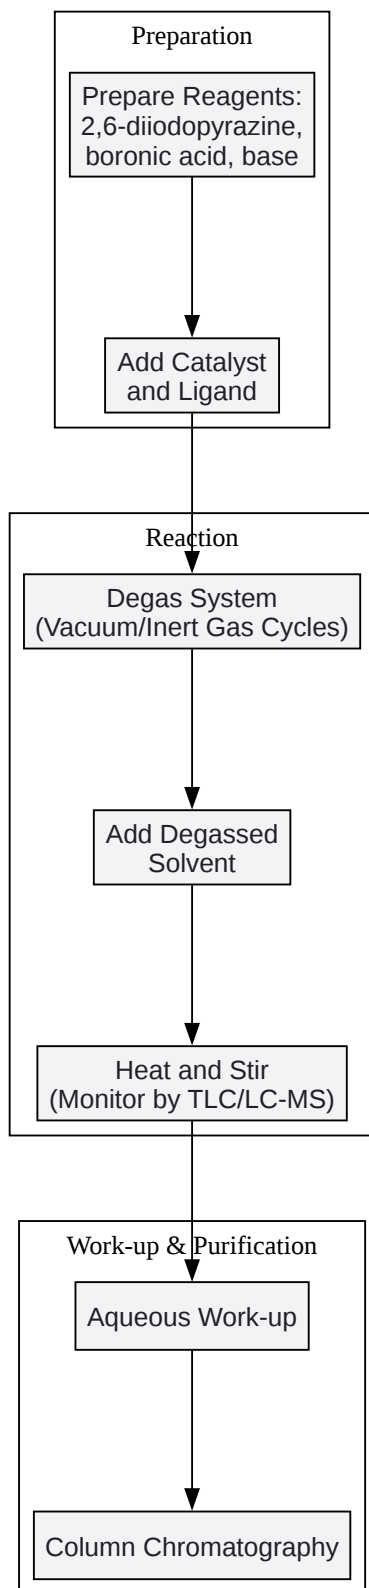 Preparation
Prepare Reagents:
2,6-diiodopyrazine,
boronic acid, base
Add Catalyst
and Ligand
Reaction
Degas System
(Vacuum/Inert Gas Cycles)
Add Degassed
Solvent
Heat and Stir
(Monitor by TLC/LC-MS)
Work-up & Purification
Aqueous Work-up
Column Chromatography